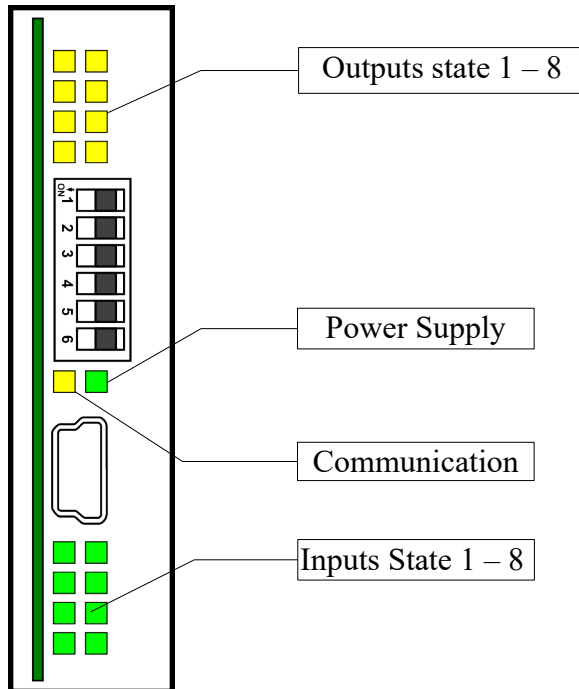 Outputs state 1 – 8
ON
1
2
3
4
5
6
Power Supply
Communication
Inputs State 1 – 8